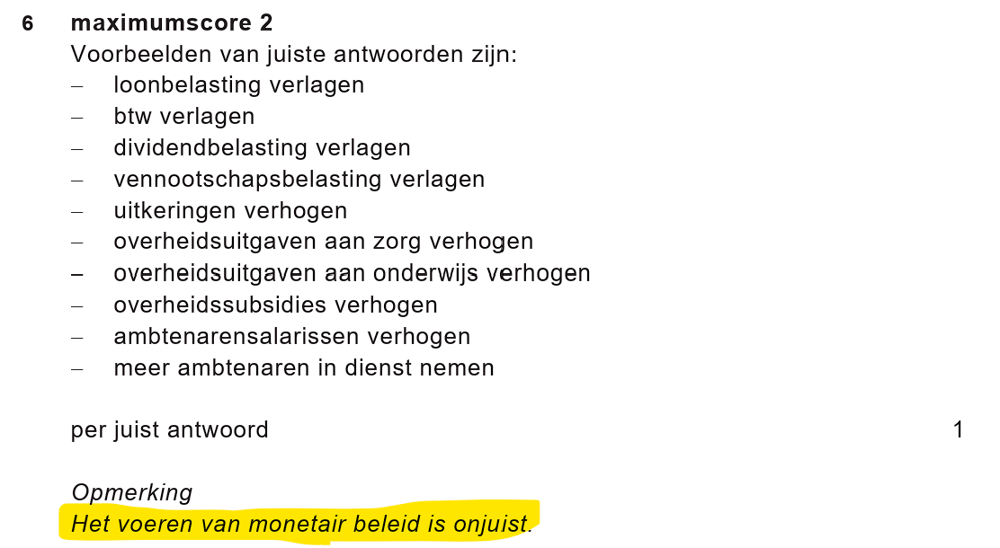 6 maximumscore 2
Voorbeelden van juiste antwoorden zijn:
– loonbelasting verlagen
– btw verlagen
– dividendbelasting verlagen
– vennootschapsbelasting verlagen
– uitkeringen verhogen
– overheidsuitgaven aan zorg verhogen
– overheidsuitgaven aan onderwijs verhogen
– overheidssubsidies verhogen
– ambtenarensalarissen verhogen
– meer ambtenaren in dienst nemen
per juist antwoord 1
Opmerking
Het voeren van monetair beleid is onjuist.